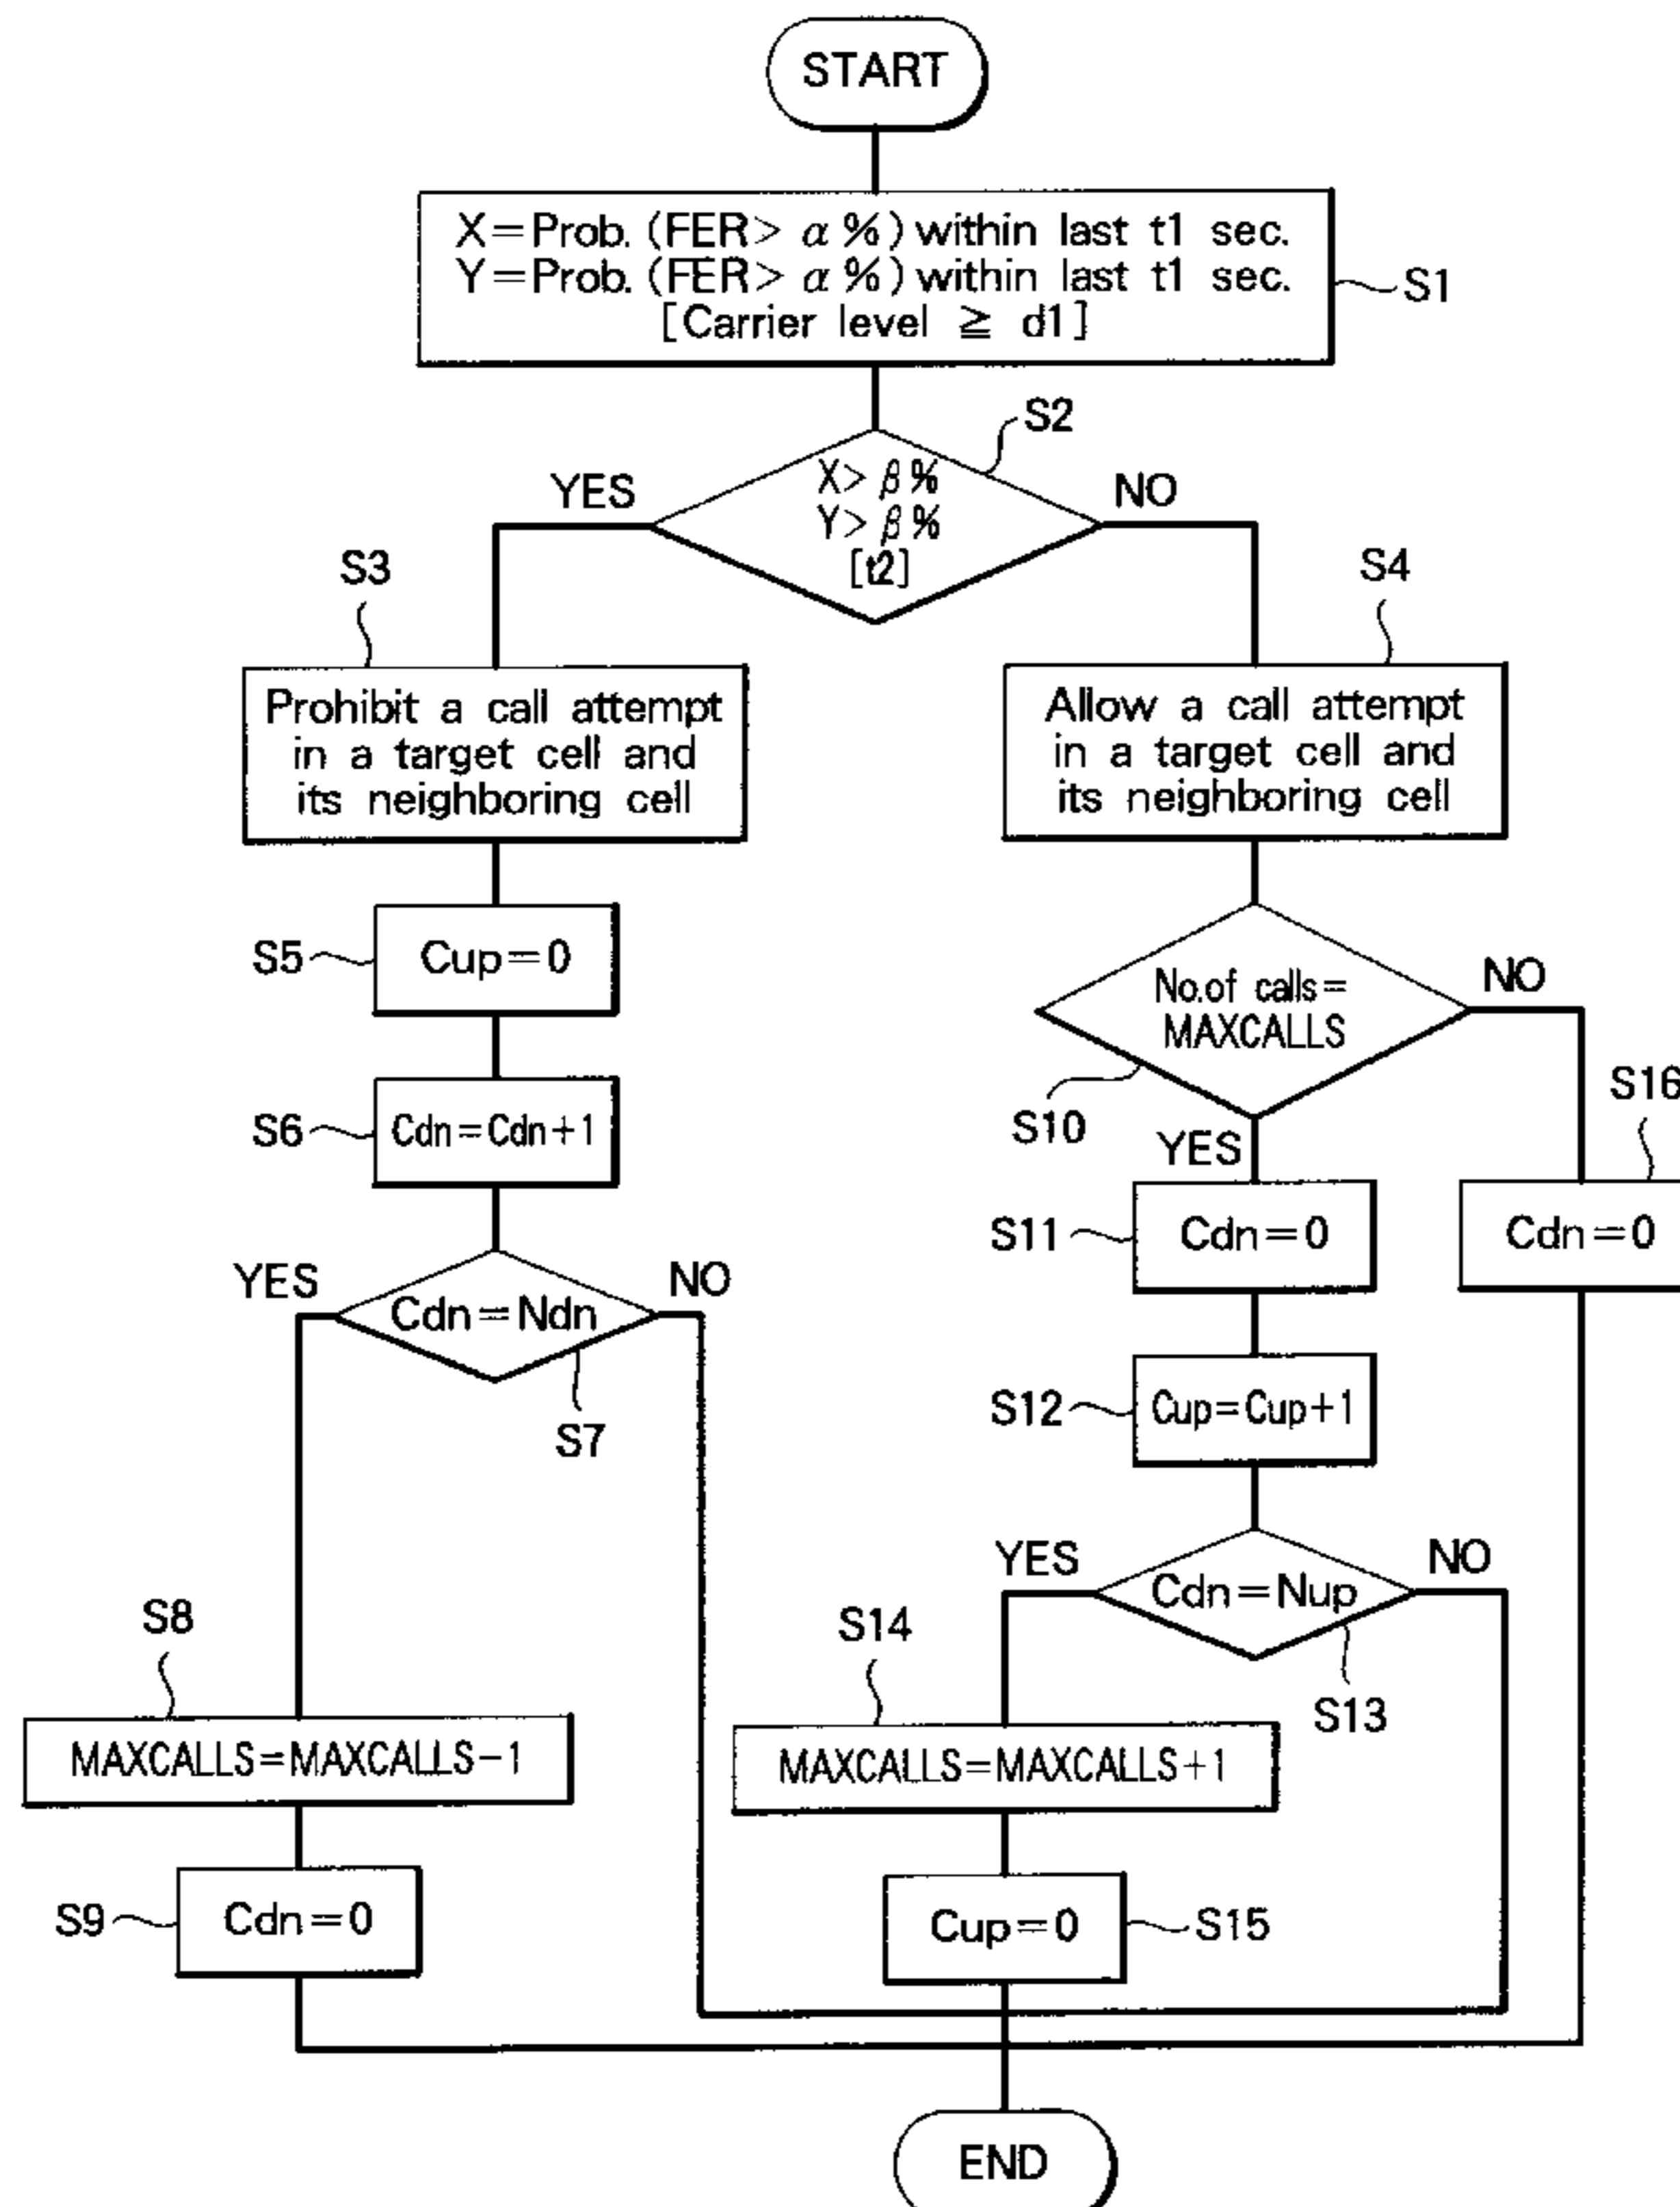 START
X=Prob. (FER> α %) within last t1 sec.
Y=Prob. (FER> α %) within last t1 sec.
[Carrier level ≧ d1]
S1
S2
X> β %
Y> β %
[t2]
YES
NO
S3
Prohibit a call attempt
in a target cell and
its neighboring cell
S4
Allow a call attempt
in a target cell and
its neighboring cell
S5
Cup=0
S6
Cdn=Cdn+1
YES
Cdn=Ndn
NO
S7
No.of calls=
MAXCALLS
NO
S10
YES
S16
Cdn=0
S11
Cdn=0
S12
Cup=Cup+1
YES
Cdn=Nup
NO
S13
S8
MAXCALLS=MAXCALLS-1
S9
Cdn=0
S14
MAXCALLS=MAXCALLS+1
Cup=0
S15
END